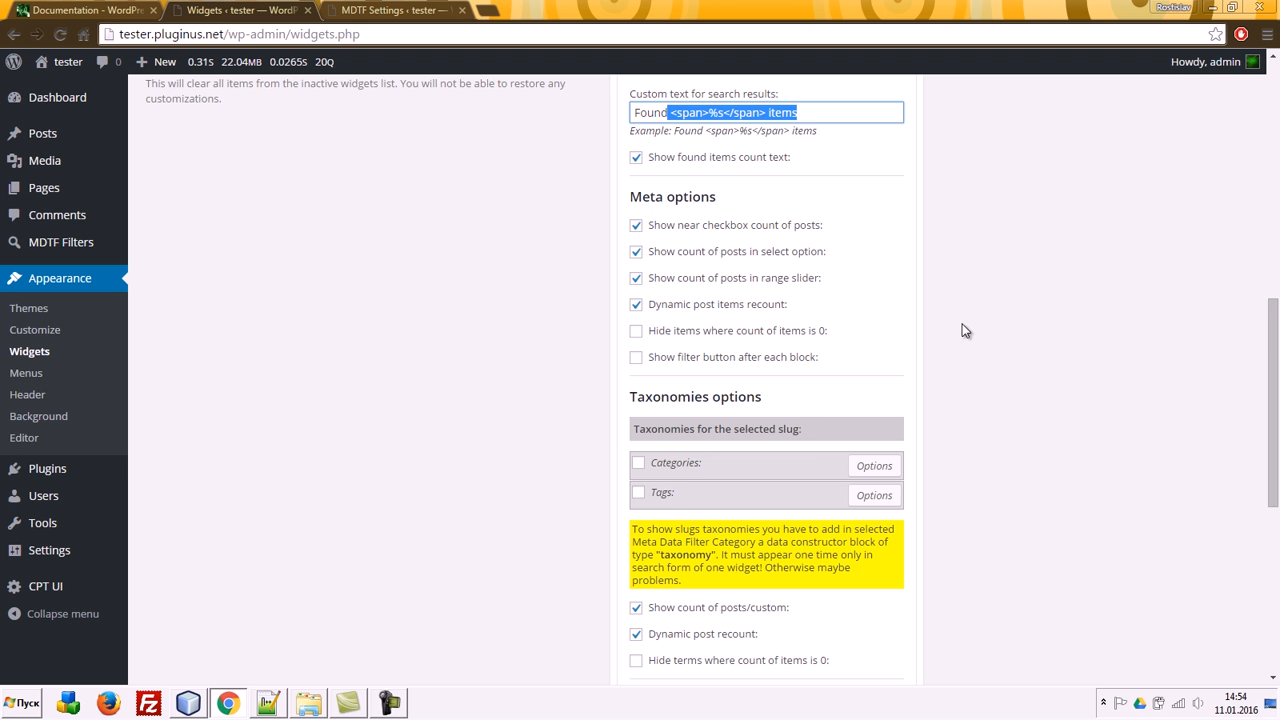 Documentation - WordPre
Widgets ‹ tester — WordP
MDTF Settings ‹ tester — V
Rostislav
tester.pluginus.net/wp-admin/widgets.php
tester
0
New
0.31S 22.04MB 0.0265S 20Q
Howdy, admin
Dashboard
Posts
Media
Pages
Comments
MDTF Filters
Appearance
Themes
Customize
Widgets
Menus
Header
Background
Editor
Plugins
Users
Tools
Settings
CPT UI
Collapse menu
This will clear all items from the inactive widgets list. You will not be able to restore any
customizations.
Custom text for search results:
Found <span>%s</span> items
Example: Found <span>%s</span> items
Show found items count text:
Meta options
Show near checkbox count of posts:
Show count of posts in select option:
Show count of posts in range slider:
Dynamic post items recount:
Hide items where count of items is 0:
Show filter button after each block:
Taxonomies options
Taxonomies for the selected slug:
Categories:
Options
Tags:
Options
To show slugs taxonomies you have to add in selected
Meta Data Filter Category a data constructor block of
type "taxonomy". It must appear one time only in
search form of one widget! Otherwise maybe
problems.
Show count of posts/custom:
Dynamic post recount:
Hide terms where count of items is 0:
Пуск
14:54
11.01.2016